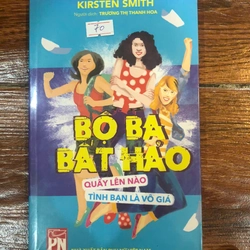 KIRSTEN SMITH
Người dịch: TRƯƠNG THỊ THANH HOA
70
BỘ BA
BẤT HẢO
QUẨY LÊN NÀO
TÌNH BẠN LÀ VÔ GIÁ
PN